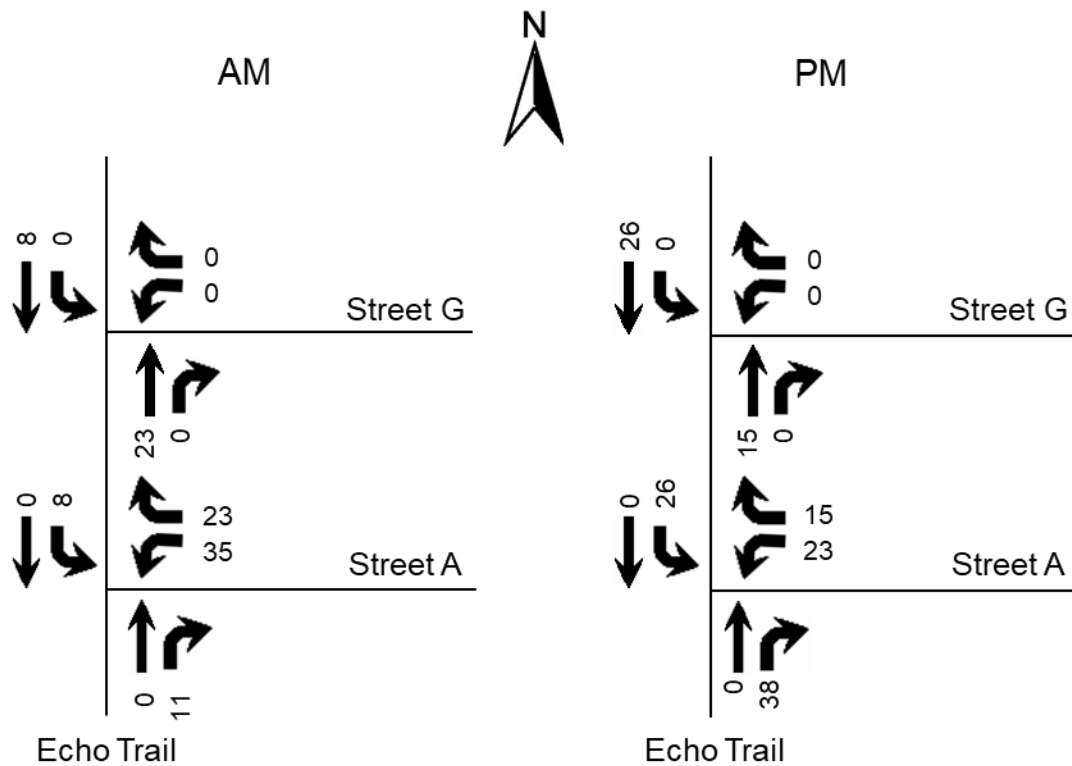 N
AM
PM
8 0
0
0
Street G
23 0
0 8
23
35
Street A
0 11
Echo Trail
26 0
0
0
Street G
15 0
0 26
15
23
Street A
0 38
Echo Trail